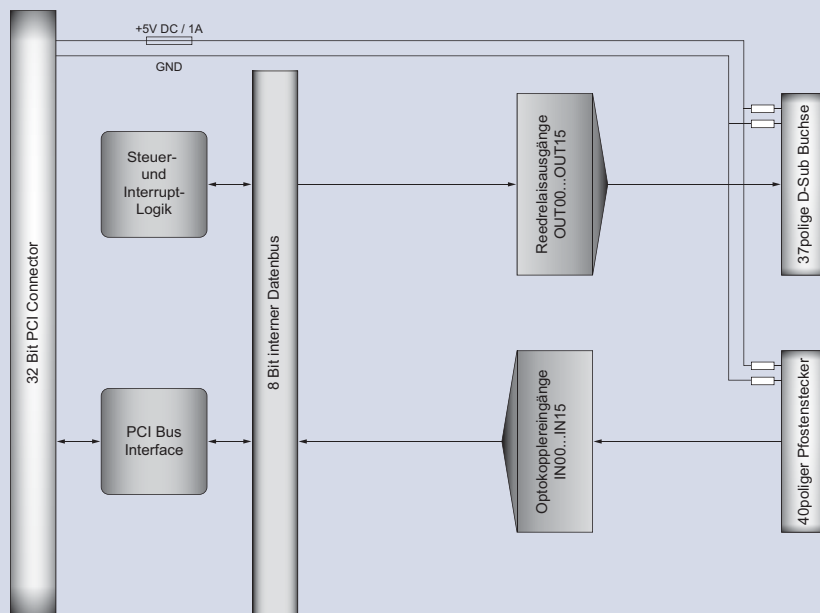 +5V DC / 1A
GND
32 Bit PCI Connector
Steuer-
und
Interrupt-
Logik
PCI Bus
Interface
8 Bit interner Datenbus
Reedrelaisausgänge
OUT00...OUT15
Optokopplereingänge
IN00...IN15
37polige D-Sub Buchse
40poliger Pfostenstecker